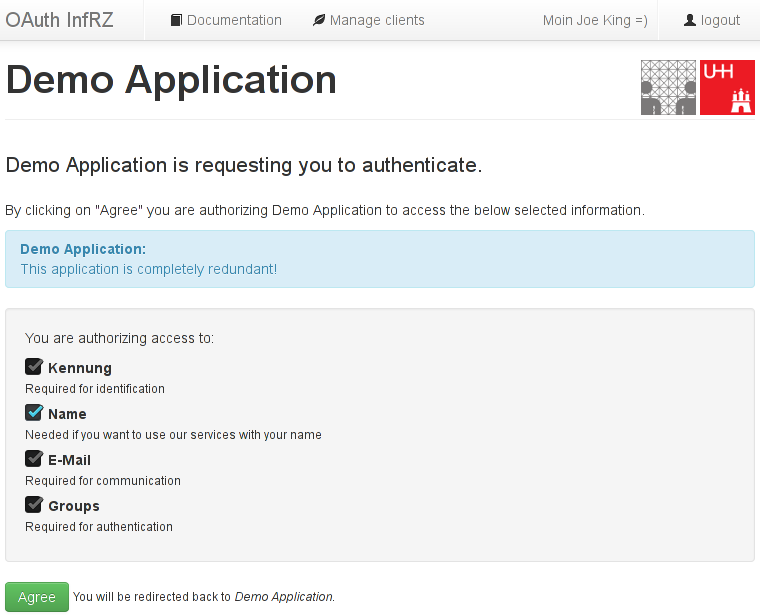 OAuth InfRZ Documentation Manage clients Moin Joe King =) logout
Demo Application
UHH
Demo Application is requesting you to authenticate.
By clicking on "Agree" you are authorizing Demo Application to access the below selected information.
Demo Application:
This application is completely redundant!
You are authorizing access to:
Kennung
Required for identification
Name
Needed if you want to use our services with your name
E-Mail
Required for communication
Groups
Required for authentication
Agree You will be redirected back to Demo Application.